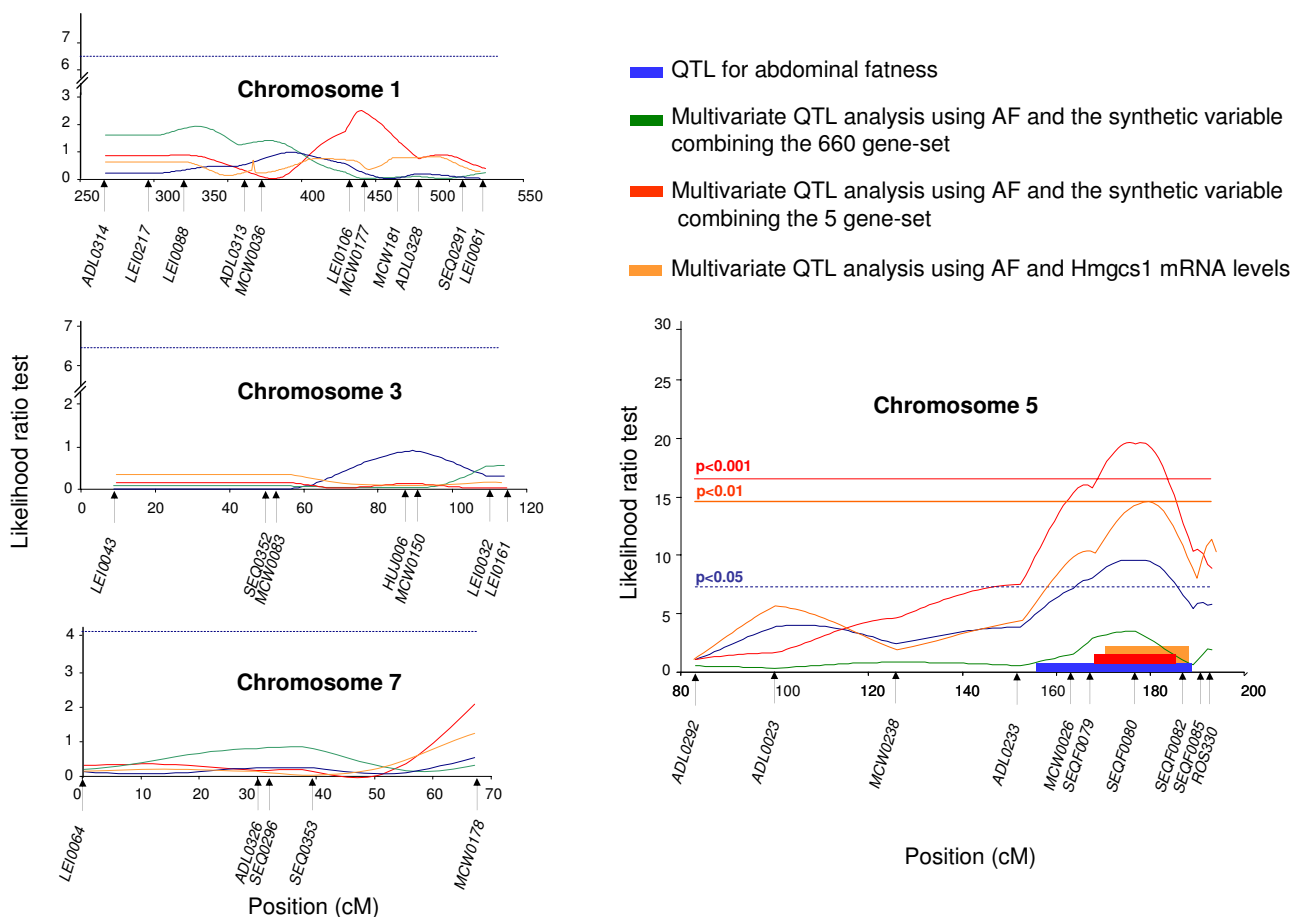 7
6
3
2
1
0
Chromosome 1
250
300
350
400
450
500
550
ADL0314
LEI0217
LEI0088
ADL0313
MCW0036
LEI0106
MCW0177
MCW181
ADL0328
SEQ0291
LEI0061
QTL for abdominal fatness
Multivariate QTL analysis using AF and the synthetic variable
combining the 660 gene-set
Multivariate QTL analysis using AF and the synthetic variable
combining the 5 gene-set
Multivariate QTL analysis using AF and Hmgcs1 mRNA levels
Likelihood ratio test
7
6
2
1
0
Chromosome 3
0
20
40
60
80
100
120
LEI0043
SEQ0352
MCW0083
HUJ006
MCW0150
LEI0032
LEI0161
4
3
2
1
0
Chromosome 7
0
10
20
30
40
50
60
70
LEI0064
ADL0326
SEQ0296
SEQ0353
MCW0178
Position (cM)
Likelihood ratio test
30
25
20
15
10
5
0
Chromosome 5
p<0.001
p<0.01
p<0.05
80
100
120
140
160
180
200
ADL0292
ADL0023
MCW0238
ADL0233
MCW0026
SEQF0079
SEQF0080
SEQF0082
SEQF0085
ROS330
Position (cM)